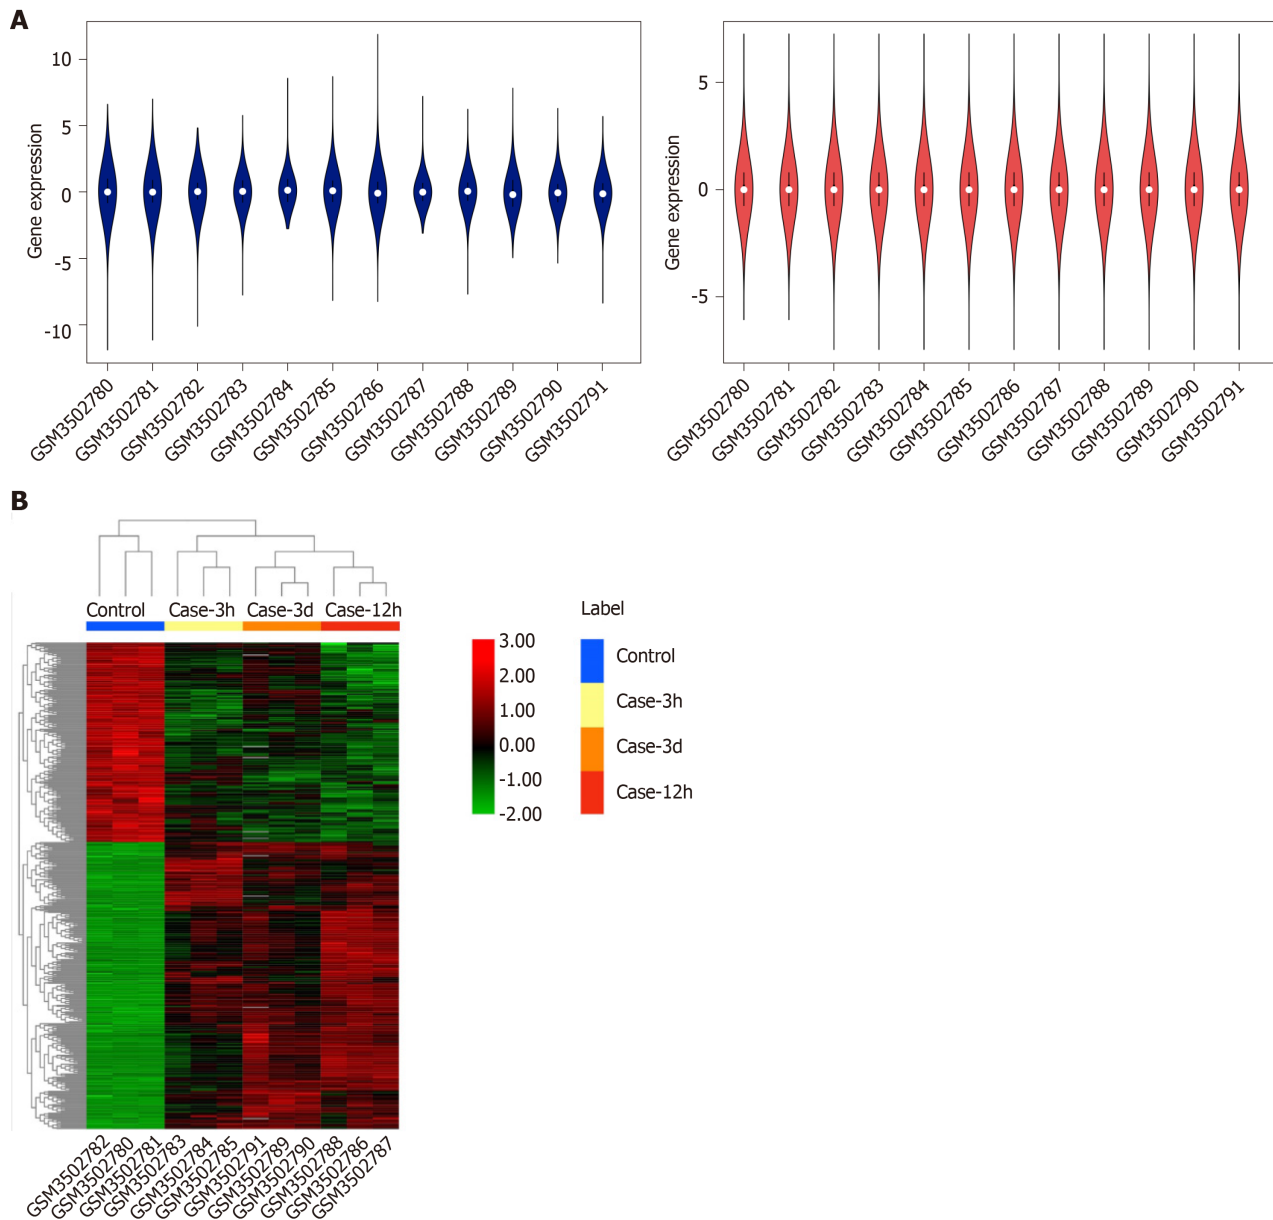 A
Gene expression
10
5
0
-5
-10
GSM3502780
GSM3502781
GSM3502782
GSM3502783
GSM3502784
GSM3502785
GSM3502786
GSM3502787
GSM3502788
GSM3502789
GSM3502790
GSM3502791
Gene expression
5
0
-5
GSM3502780
GSM3502781
GSM3502782
GSM3502783
GSM3502784
GSM3502785
GSM3502786
GSM3502787
GSM3502788
GSM3502789
GSM3502790
GSM3502791
B
Control Case-3h Case-3d Case-12h
3.00
2.00
1.00
0.00
-1.00
-2.00
Label
Control
Case-3h
Case-3d
Case-12h
GSM3502782
GSM3502780
GSM3502781
GSM3502783
GSM3502784
GSM3502785
GSM3502791
GSM3502789
GSM3502790
GSM3502788
GSM3502786
GSM3502787